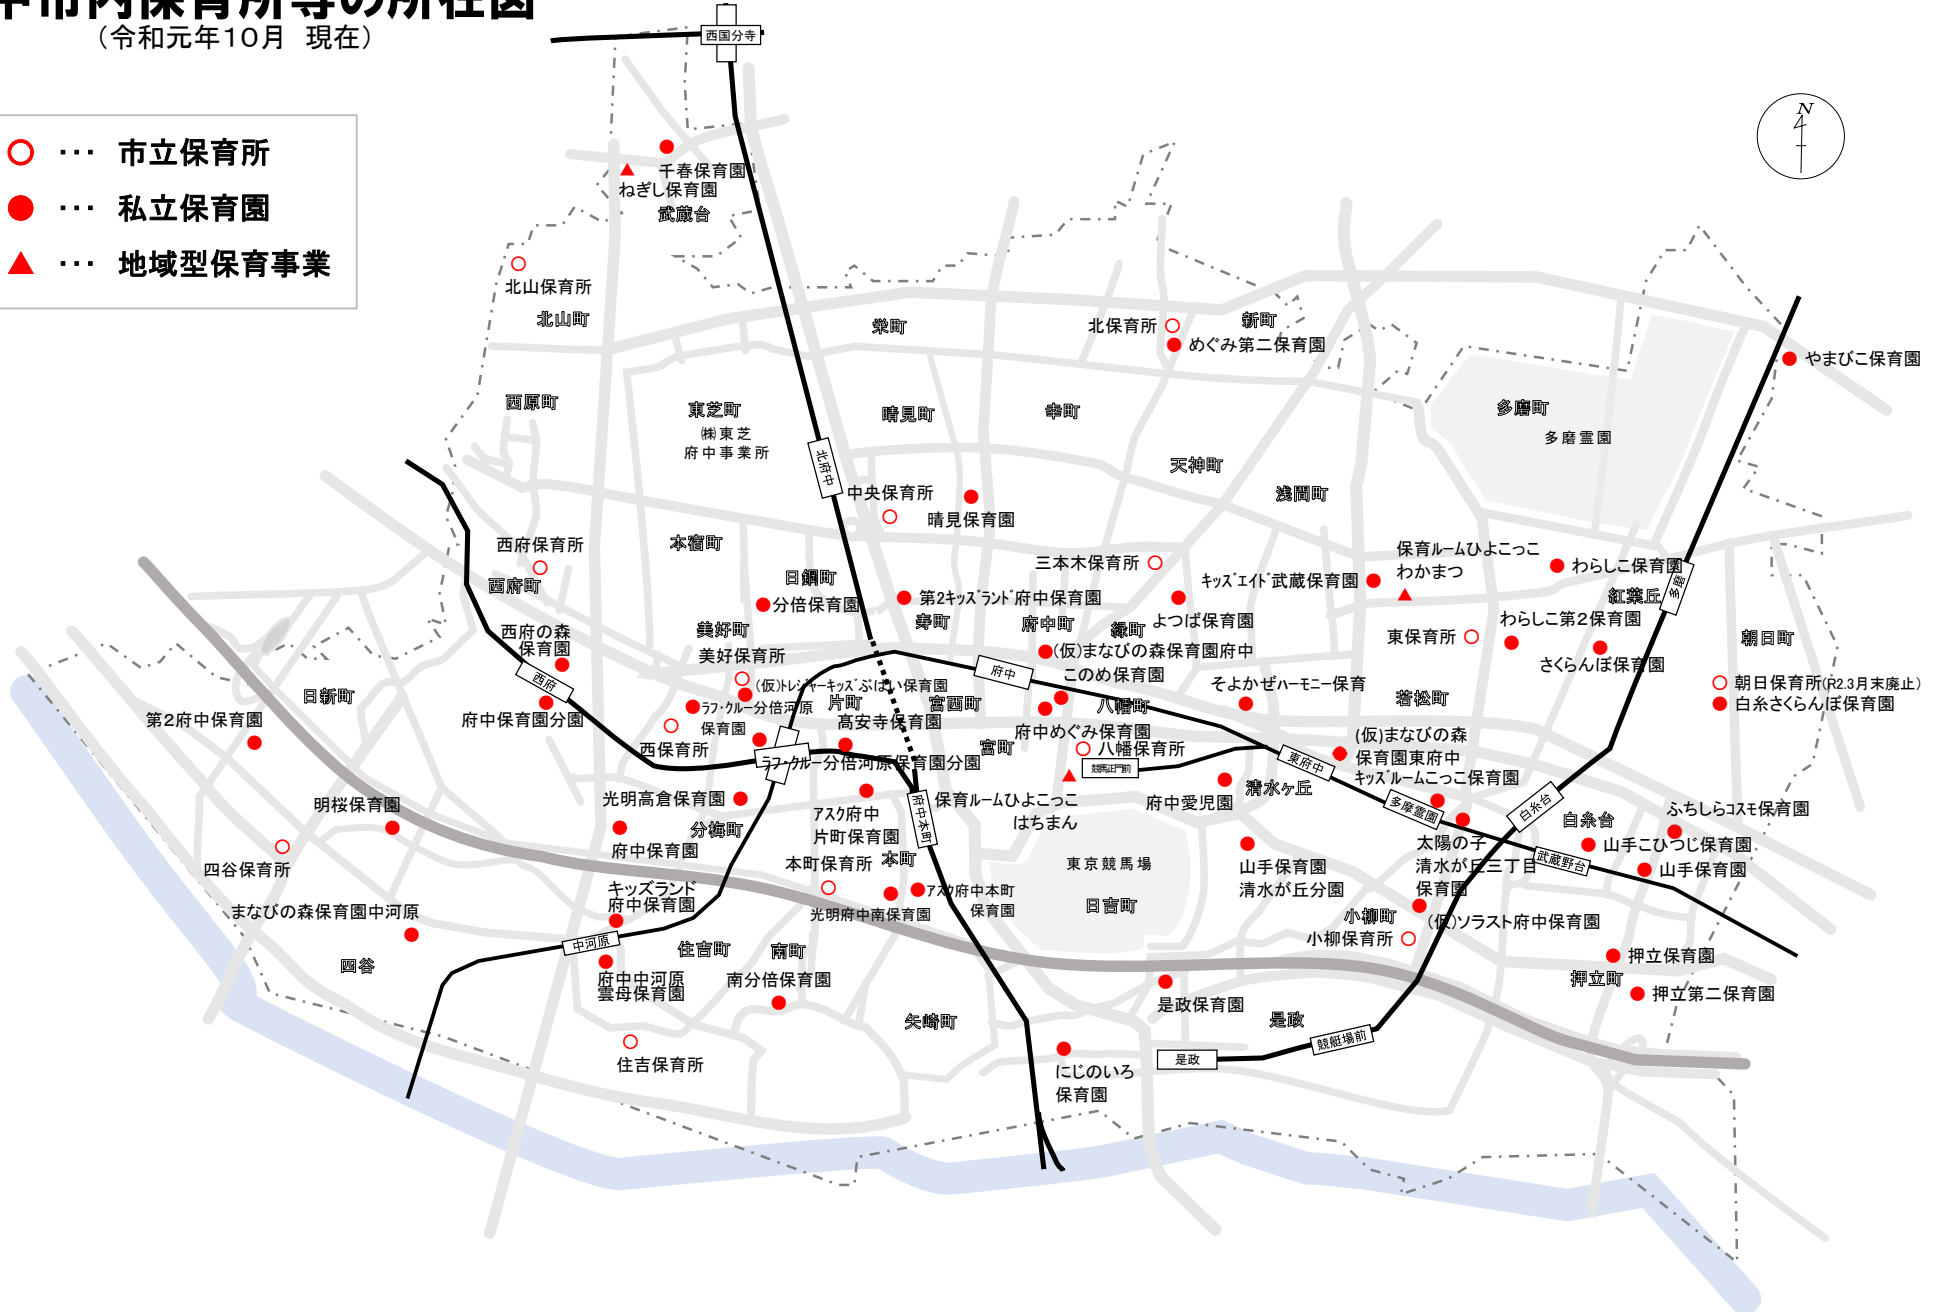 中市内保育所等の所在図
（令和元年１０月　現在）
… 市立保育所
… 私立保育園
… 地域型保育事業
N
西国分寺
千春保育園
ねぎし保育園
武蔵台
北山保育所
北山町
栄町
北保育所
新町
めぐみ第二保育園
やまびこ保育園
西原町
東芝町
㈱東芝
府中事業所
晴見町
幸町
多磨町
多磨霊園
北府中
天神町
浅間町
中央保育所
晴見保育園
西府保育所
西府町
本宿町
日鋼町
分倍保育園
第2キッズランド府中保育園
寿町
三本木保育所
府中町
緑町
よつば保育園
キッズエイド武蔵保育園
保育ルームひよこっこ
わかまつ
わらしこ保育園
紅葉丘
多磨
わらしこ第２保育園
東保育所
さくらんぼ保育園
朝日町
朝日保育所(R2.3月末廃止)
白糸さくらんぼ保育園
西府の森
保育園
西府
美好町
美好保育所
(仮)トレジャーキッズぶばい保育園
ラフ・クルー分倍河原
保育園
片町
宮西町
府中
(仮)まなびの森保育園府中
このめ保育園
八幡町
そよかぜハーモニー保育
若松町
日新町
第２府中保育園
府中保育園分園
西保育所
髙安寺保育園
ラフ・クルー分倍河原保育園分園
宮町
府中めぐみ保育園
八幡保育所
競馬正門前
東府中
(仮)まなびの森
保育園東府中
キッズルームこっこ保育園
明桜保育園
光明高倉保育園
分梅町
府中保育園
アスク府中
片町保育園
府中本町
保育ルームひよこっこ
はちまん
府中愛児園
清水ヶ丘
多摩霊園
白糸台
白糸台
ふちしらコスモ保育園
山手こひつじ保育園
武蔵野台
山手保育園
太陽の子
清水が丘三丁目
保育園
山手保育園
清水が丘分園
東京競馬場
日吉町
四谷保育所
まなびの森保育園中河原
キッズランド
府中保育園
中河原
本町保育所
本町
アスク府中本町
保育園
光明府中南保育園
小柳町
(仮)ソラスト府中保育園
小柳保育所
四谷
住吉町
南町
府中中河原
雲母保育園
南分倍保育園
押立保育園
押立町
押立第二保育園
是政保育園
是政
矢崎町
住吉保育所
にじのいろ
保育園
是政
競艇場前